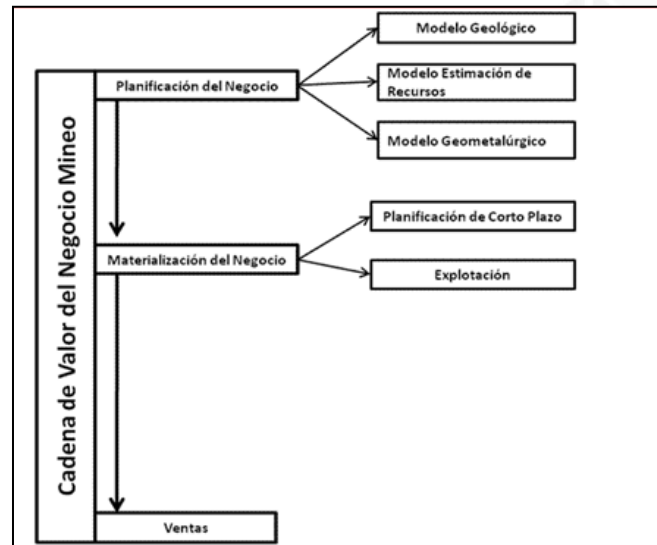 Cadena de Valor del Negocio Mineo
Planificación del Negocio
Modelo Geológico
Modelo Estimación de
Recursos
Modelo Geometalúrgico
Materialización del Negocio
Planificación de Corto Plazo
Explotación
Ventas